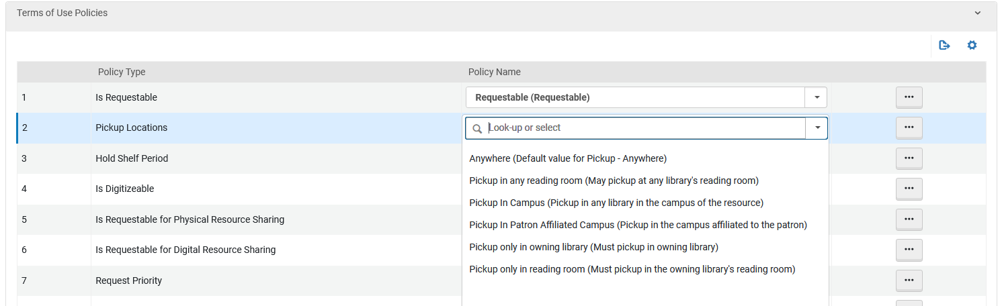 Terms of Use Policies
Policy Type Policy Name
1 Is Requestable Requestable (Requestable)
2 Pickup Locations Look-up or select
3 Hold Shelf Period Anywhere (Default value for Pickup - Anywhere)
Pickup in any reading room (May pickup at any library's reading room)
4 Is Digitizeable Pickup In Campus (Pickup in any library in the campus of the resource)
5 Is Requestable for Physical Resource Sharing Pickup In Patron Affiliated Campus (Pickup in the campus affiliated to the patron)
6 Is Requestable for Digital Resource Sharing Pickup only in owning library (Must pickup in owning library)
Pickup only in reading room (Must pickup in the owning library's reading room)
7 Request Priority